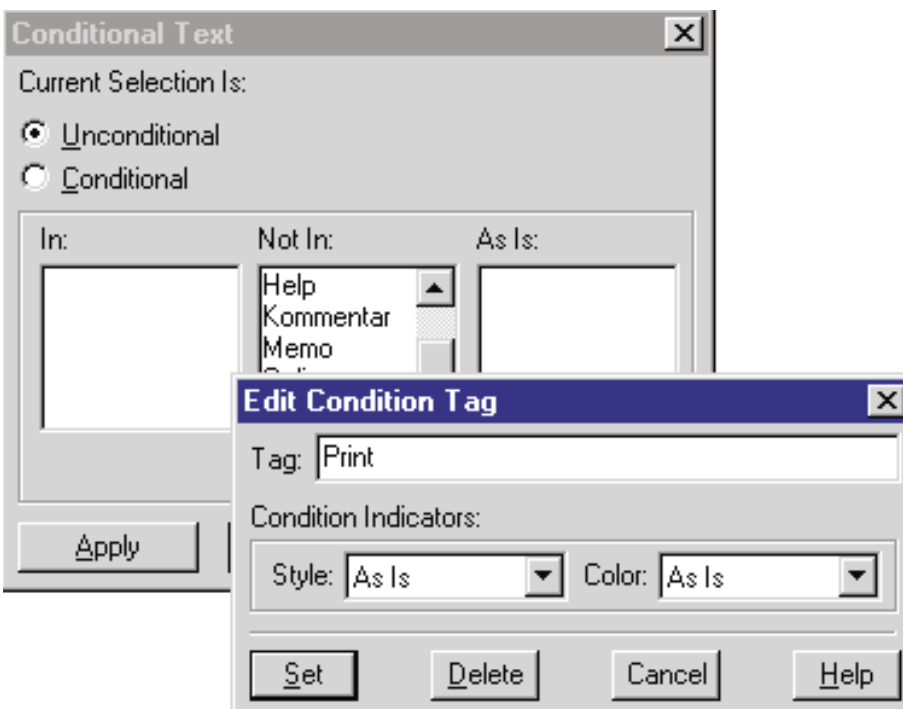 Conditional Text
Current Selection Is:
Unconditional
Conditional
In: Not In: As Is:
Help
Kommentar
Memo
Apply
Edit Condition Tag
Tag: Print
Condition Indicators:
Style: As Is Color: As Is
Set Delete Cancel Help